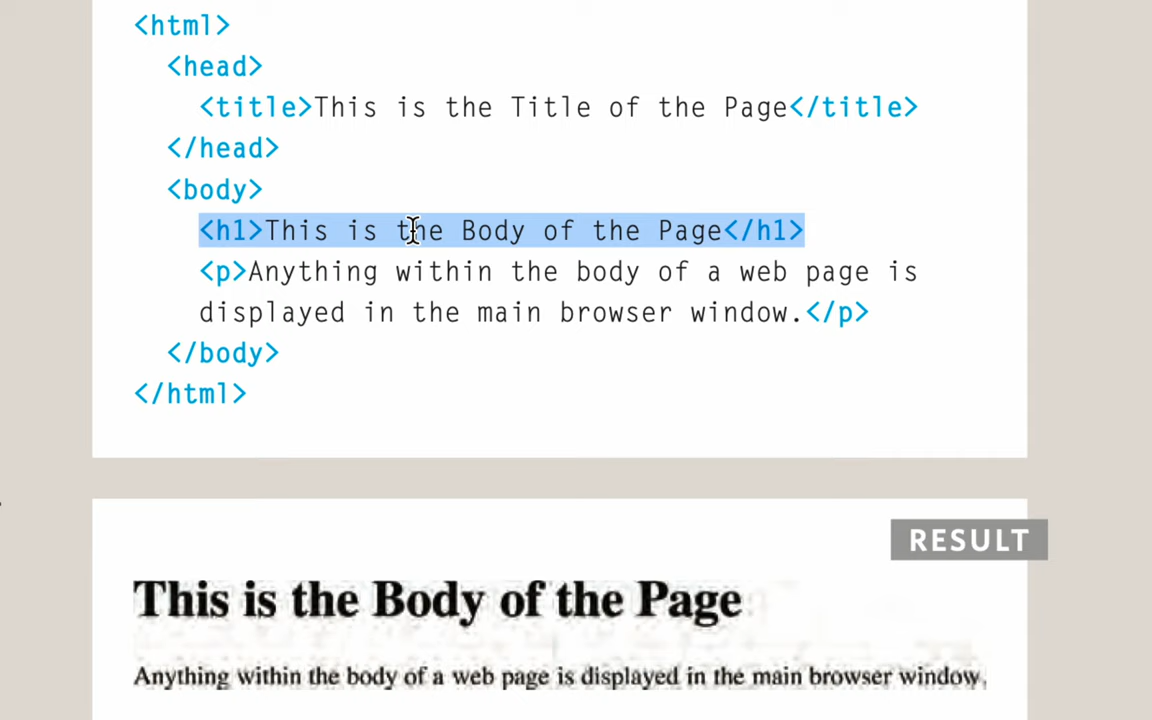 <html>
<head>
<title>This is the Title of the Page</title>
</head>
<body>
<h1>This is the Body of the Page</h1>
<p>Anything within the body of a web page is
displayed in the main browser window.</p>
</body>
</html>
RESULT
This is the Body of the Page
Anything within the body of a web page is displayed in the main browser window.